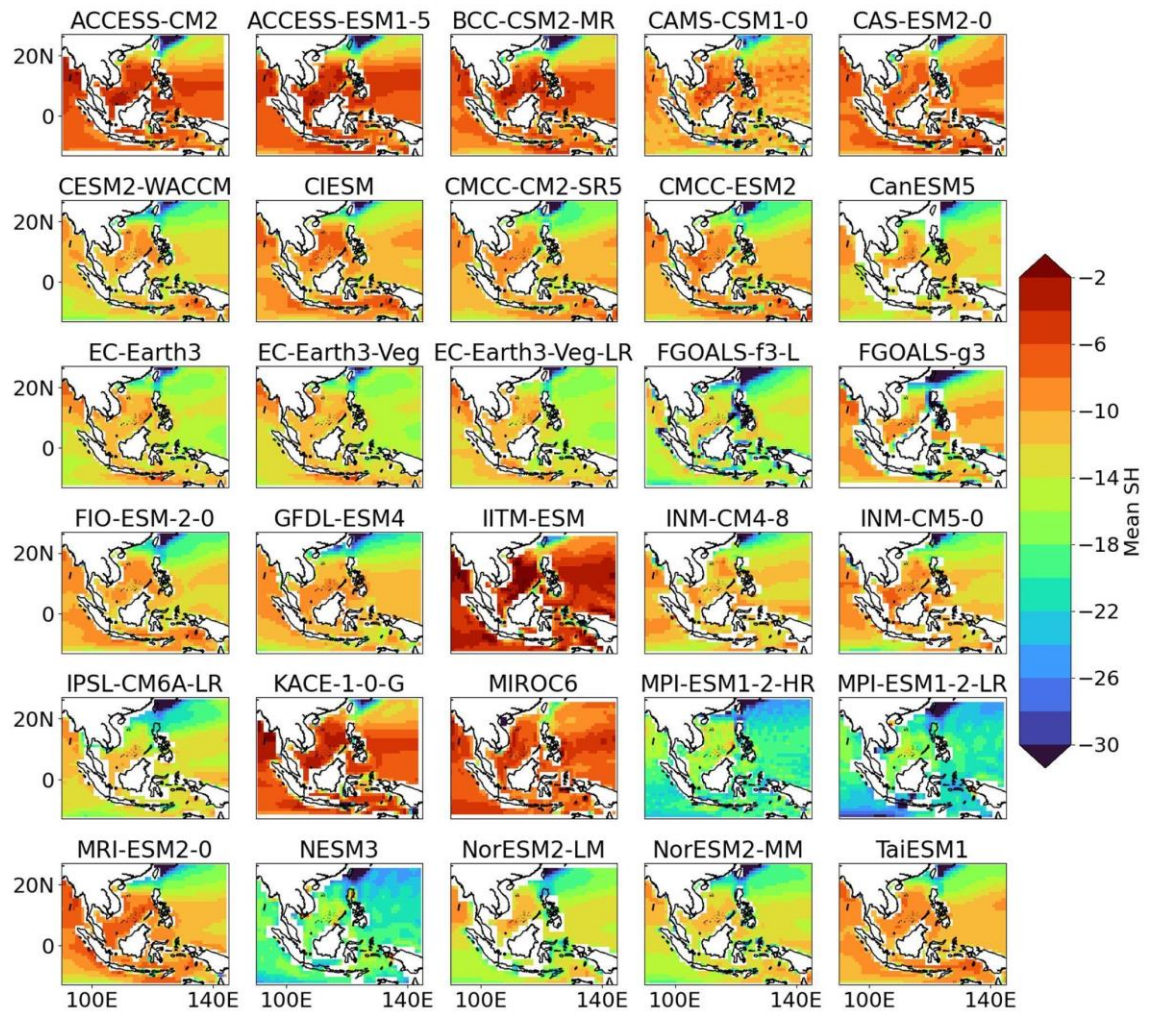 ACCESS-CM2 ACCESS-ESM1-5 BCC-CSM2-MR CAMS-CSM1-0 CAS-ESM2-0
20N
0
CESM2-WACCM CIESM CMCC-CM2-SR5 CMCC-ESM2 CanESM5
20N
0
EC-Earth3 EC-Earth3-Veg EC-Earth3-Veg-LR FGOALS-f3-L FGOALS-g3
20N
0
FIO-ESM-2-0 GFDL-ESM4 IITM-ESM INM-CM4-8 INM-CM5-0
20N
0
IPSL-CM6A-LR KACE-1-0-G MIROC6 MPI-ESM1-2-HR MPI-ESM1-2-LR
20N
0
MRI-ESM2-0 NESM3 NorESM2-LM NorESM2-MM TaiESM1
20N
0
100E 140E 100E 140E 100E 140E 100E 140E 100E 140E
−2
−6
−10
−14
−18
−22
−26
−30
Mean SH